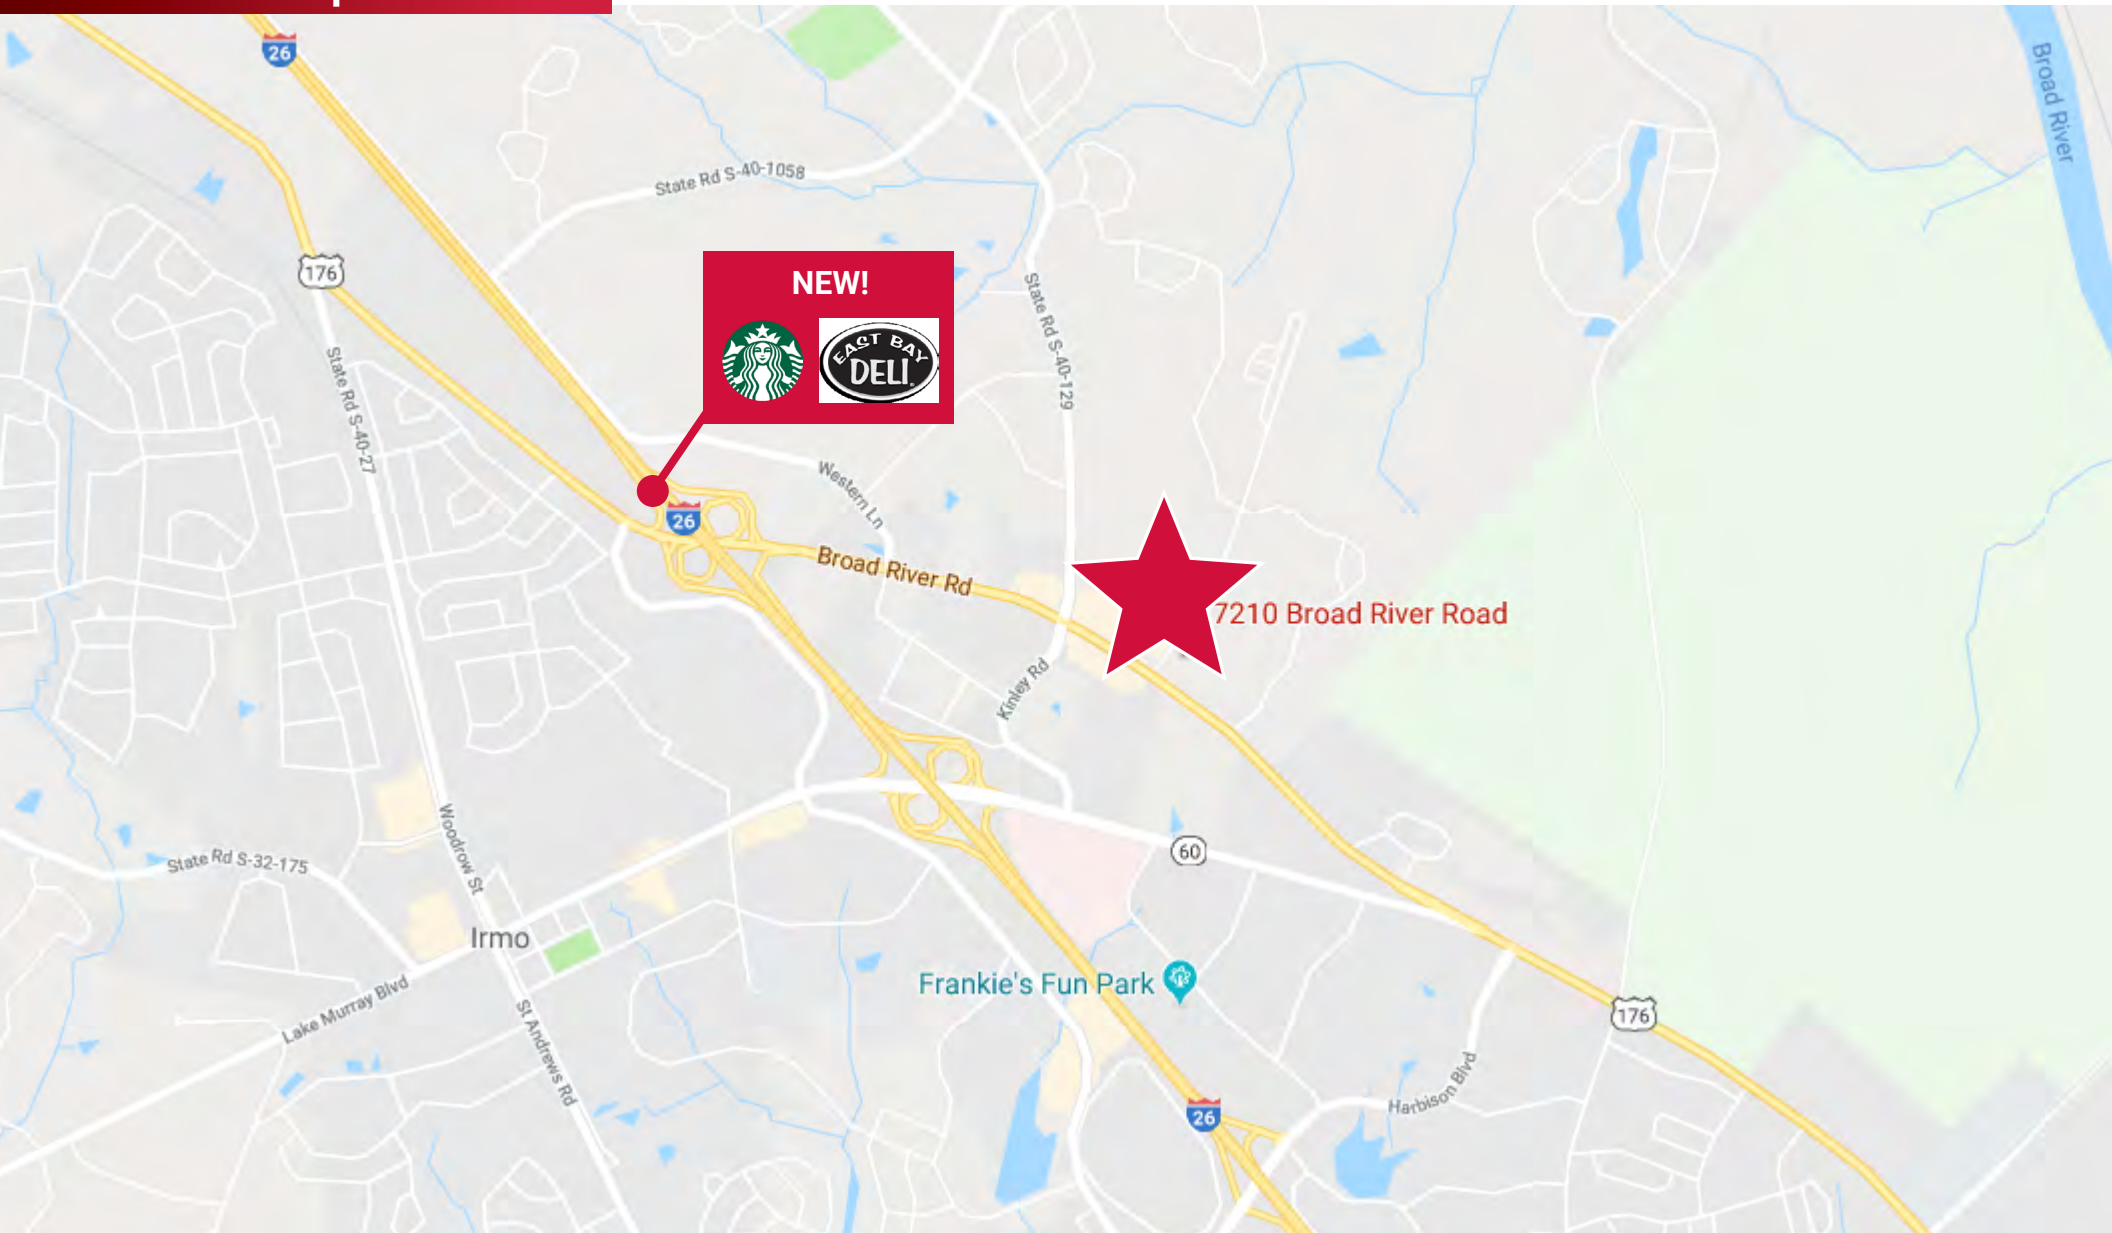 26
Broad River
State Rd S-40-1058
176
NEW!
EAST BAY
DELI
State Rd S-40-129
State Rd S-40-27
Western Ln
26
Broad River Rd
7210 Broad River Road
Kinley Rd
Woodrow St
State Rd S-32-175
60
Irmo
Frankie's Fun Park
Lake Murray Blvd
St Andrews Rd
176
Harbison Blvd
26